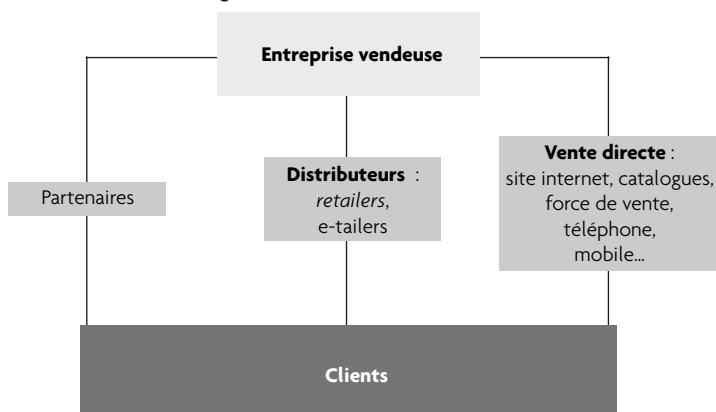 Entreprise vendeuse
Partenaires
Distributeurs :
retailers,
e-tailers
Vente directe :
site internet, catalogues,
force de vente,
téléphone,
mobile…
Clients